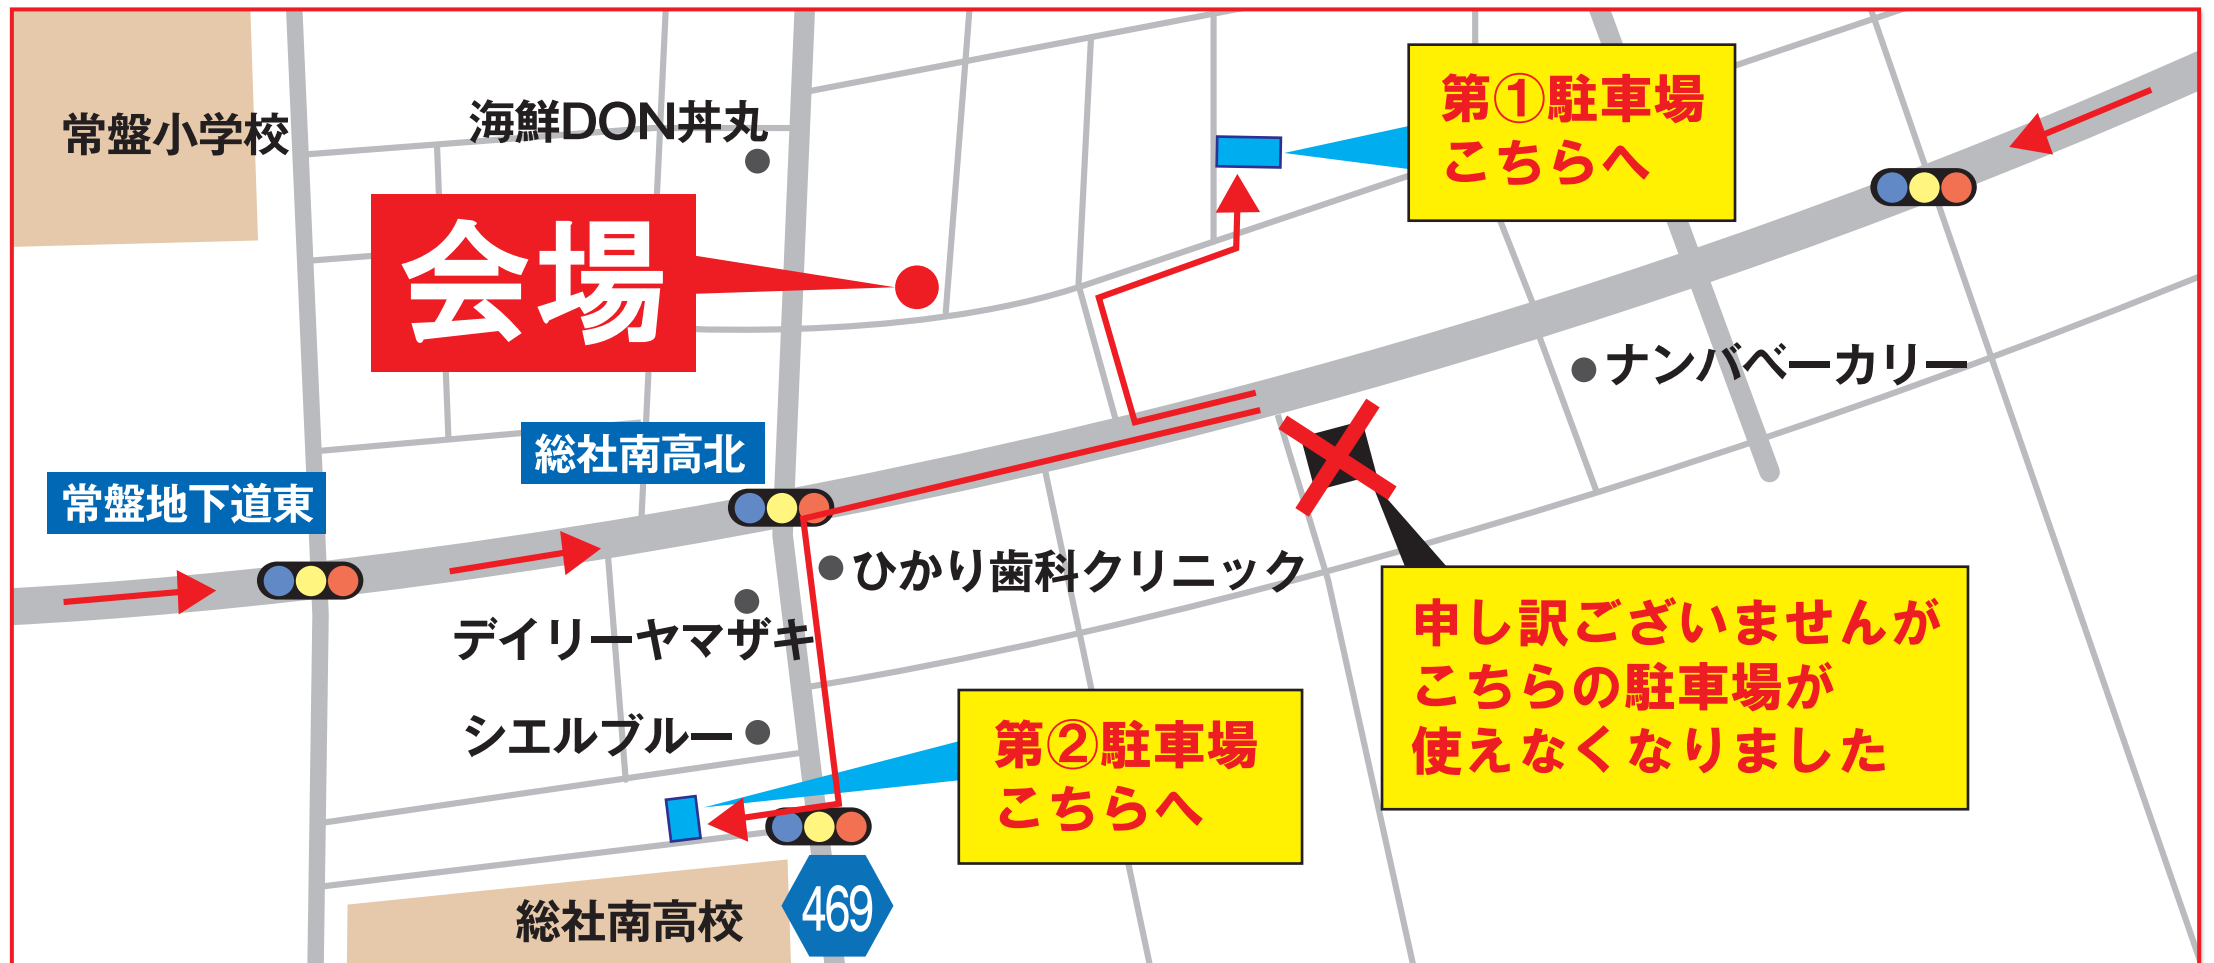 常盤小学校
海鮮DON丼丸
第①駐車場
こちらへ
会場
ナンバベーカリー
総社南高北
常盤地下道東
ひかり歯科クリニック
デイリーヤマザキ
申し訳ございませんが
こちらの駐車場が
使えなくなりました
シエルブルー
第②駐車場
こちらへ
総社南高校
469